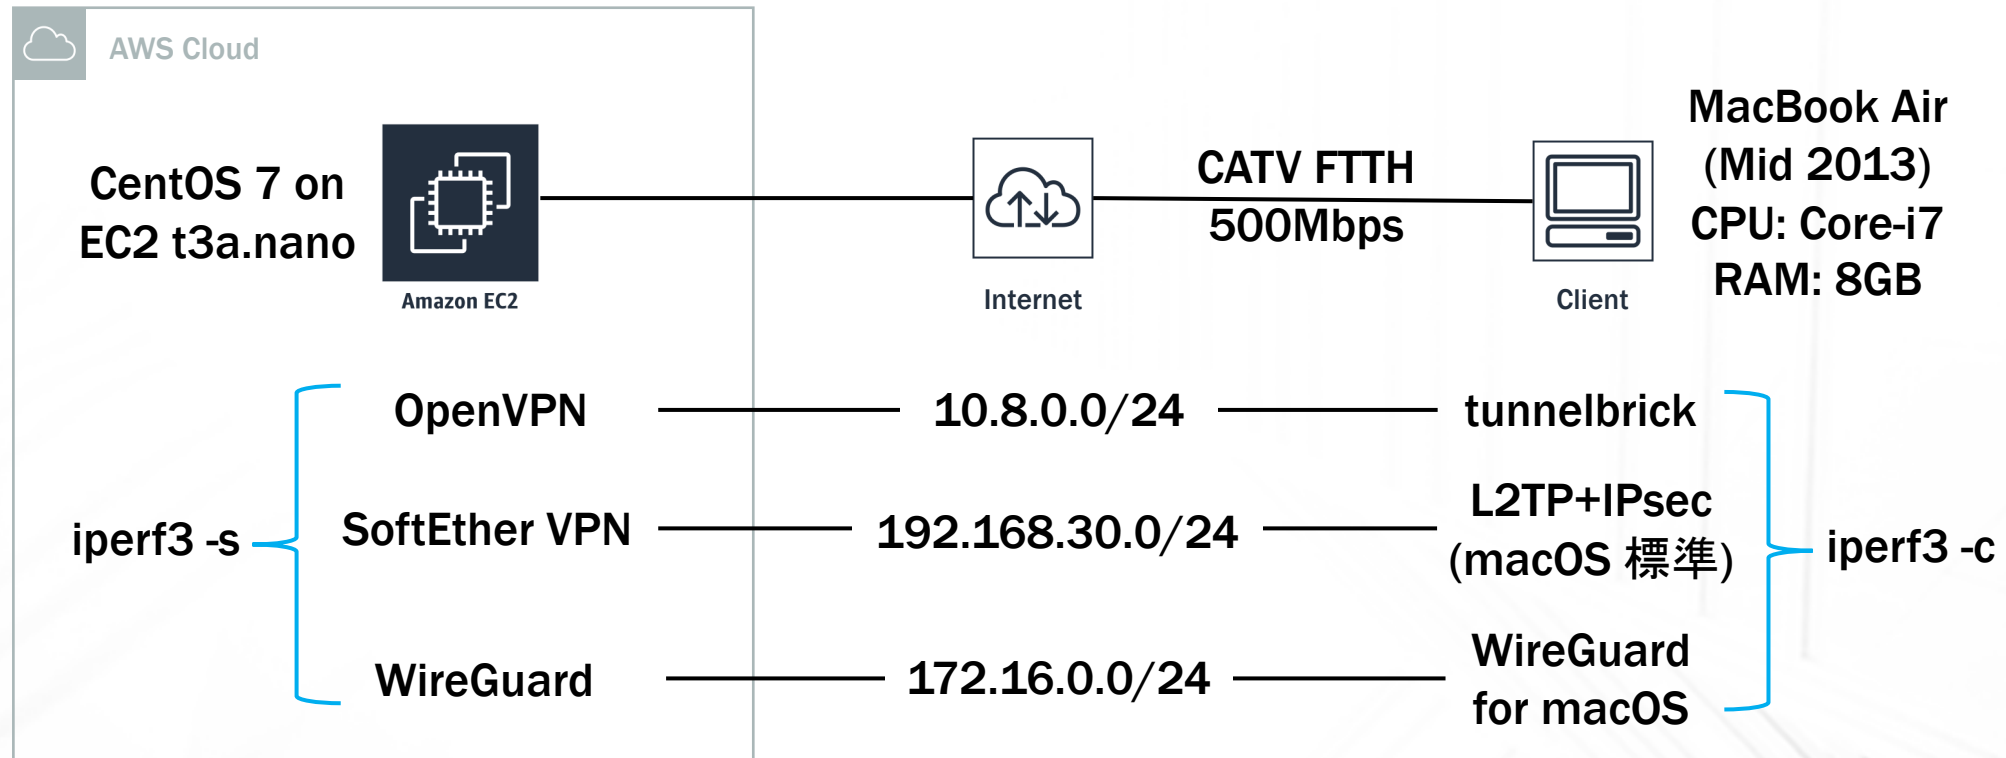 AWS Cloud
CentOS 7 on
EC2 t3a.nano
Amazon EC2
Internet
CATV FTTH
500Mbps
Client
MacBook Air
(Mid 2013)
CPU: Core-i7
RAM: 8GB
iperf3 -s
OpenVPN
10.8.0.0/24
tunnelbrick
SoftEther VPN
192.168.30.0/24
L2TP+IPsec
(macOS 標準)
WireGuard
172.16.0.0/24
WireGuard
for macOS
iperf3 -c